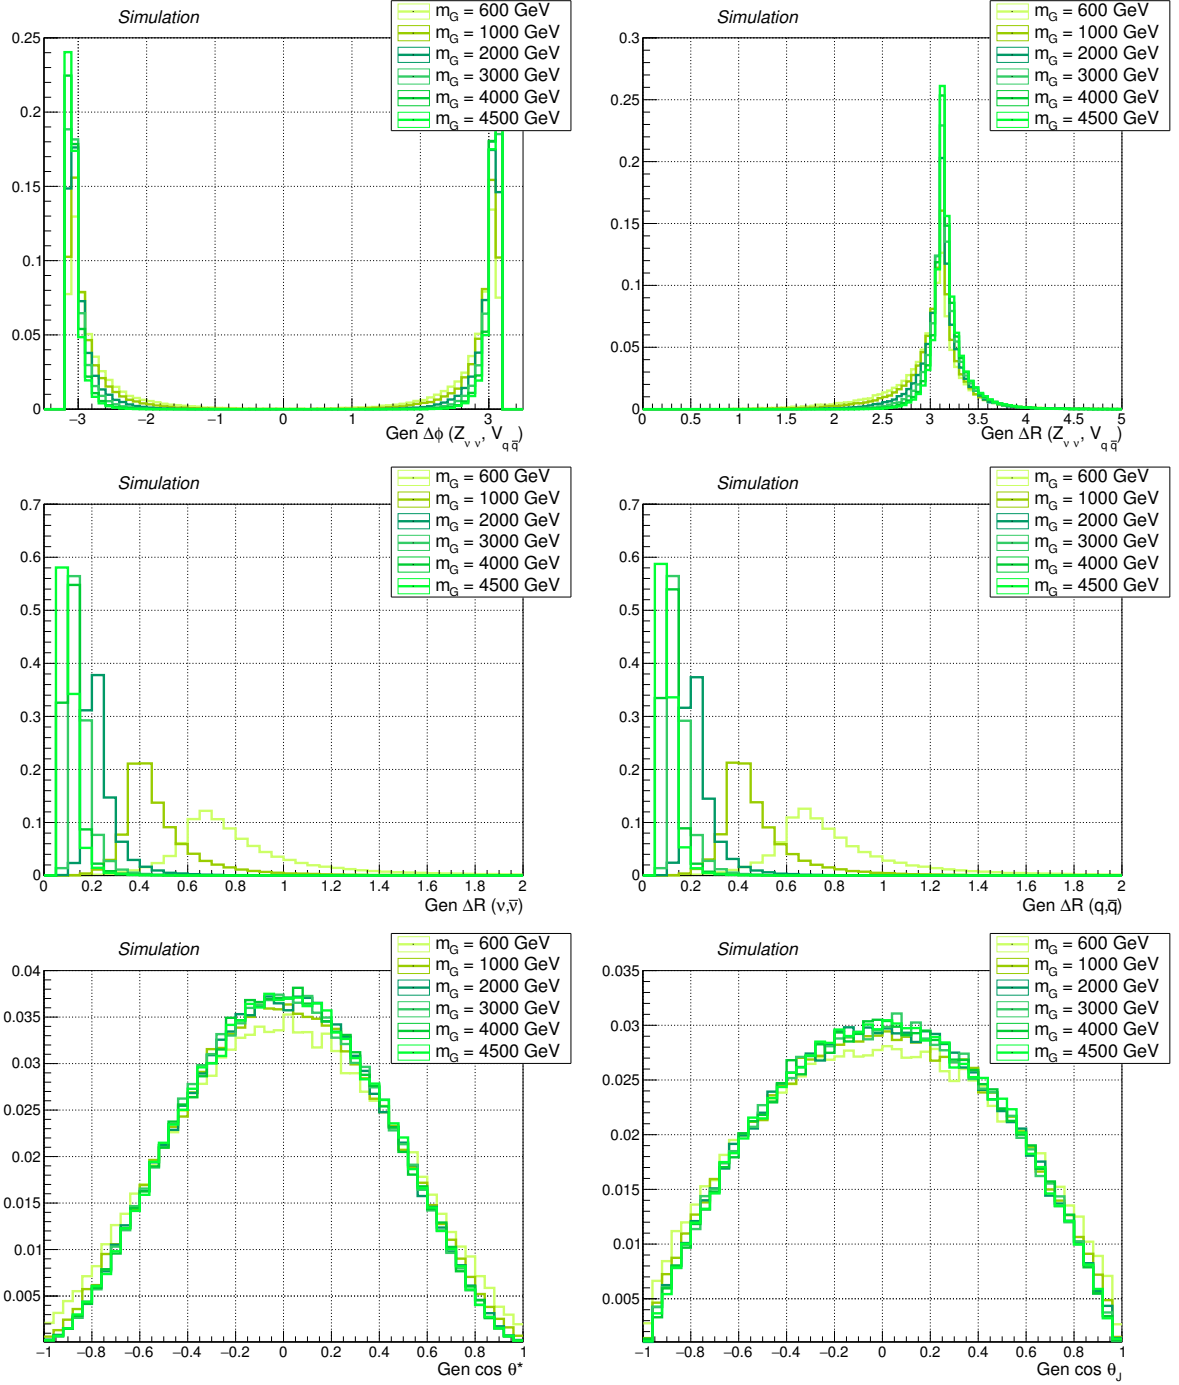 Simulation
m_G = 600 GeV
m_G = 1000 GeV
m_G = 2000 GeV
m_G = 3000 GeV
m_G = 4000 GeV
m_G = 4500 GeV
0.25
0.2
0.15
0.1
0.05
0
−3 −2 −1 0 1 2 3
Gen Δϕ (Z_ν ν, V_q q̄)
Simulation
m_G = 600 GeV
m_G = 1000 GeV
m_G = 2000 GeV
m_G = 3000 GeV
m_G = 4000 GeV
m_G = 4500 GeV
0.3
0.25
0.2
0.15
0.1
0.05
0
0 0.5 1 1.5 2 2.5 3 3.5 4 4.5 5
Gen ΔR (Z_ν ν, V_q q̄)
Simulation
m_G = 600 GeV
m_G = 1000 GeV
m_G = 2000 GeV
m_G = 3000 GeV
m_G = 4000 GeV
m_G = 4500 GeV
0.7
0.6
0.5
0.4
0.3
0.2
0.1
0
0 0.2 0.4 0.6 0.8 1 1.2 1.4 1.6 1.8 2
Gen ΔR (ν,ν̄)
Simulation
m_G = 600 GeV
m_G = 1000 GeV
m_G = 2000 GeV
m_G = 3000 GeV
m_G = 4000 GeV
m_G = 4500 GeV
0.7
0.6
0.5
0.4
0.3
0.2
0.1
0
0 0.2 0.4 0.6 0.8 1 1.2 1.4 1.6 1.8 2
Gen ΔR (q,q̄)
Simulation
m_G = 600 GeV
m_G = 1000 GeV
m_G = 2000 GeV
m_G = 3000 GeV
m_G = 4000 GeV
m_G = 4500 GeV
0.04
0.035
0.03
0.025
0.02
0.015
0.01
0.005
−1 −0.8 −0.6 −0.4 −0.2 0 0.2 0.4 0.6 0.8 1
Gen cos θ*
Simulation
m_G = 600 GeV
m_G = 1000 GeV
m_G = 2000 GeV
m_G = 3000 GeV
m_G = 4000 GeV
m_G = 4500 GeV
0.035
0.03
0.025
0.02
0.015
0.01
0.005
−1 −0.8 −0.6 −0.4 −0.2 0 0.2 0.4 0.6 0.8 1
Gen cos θ_J